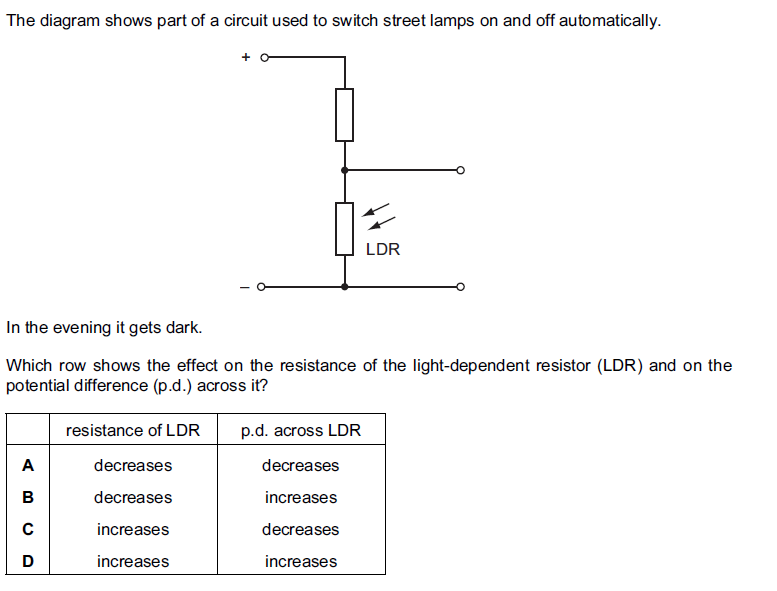 The diagram shows part of a circuit used to switch street lamps on and off automatically.
+
LDR
–
In the evening it gets dark.
Which row shows the effect on the resistance of the light-dependent resistor (LDR) and on the
potential difference (p.d.) across it?
resistance of LDR p.d. across LDR
A decreases decreases
B decreases increases
C increases decreases
D increases increases